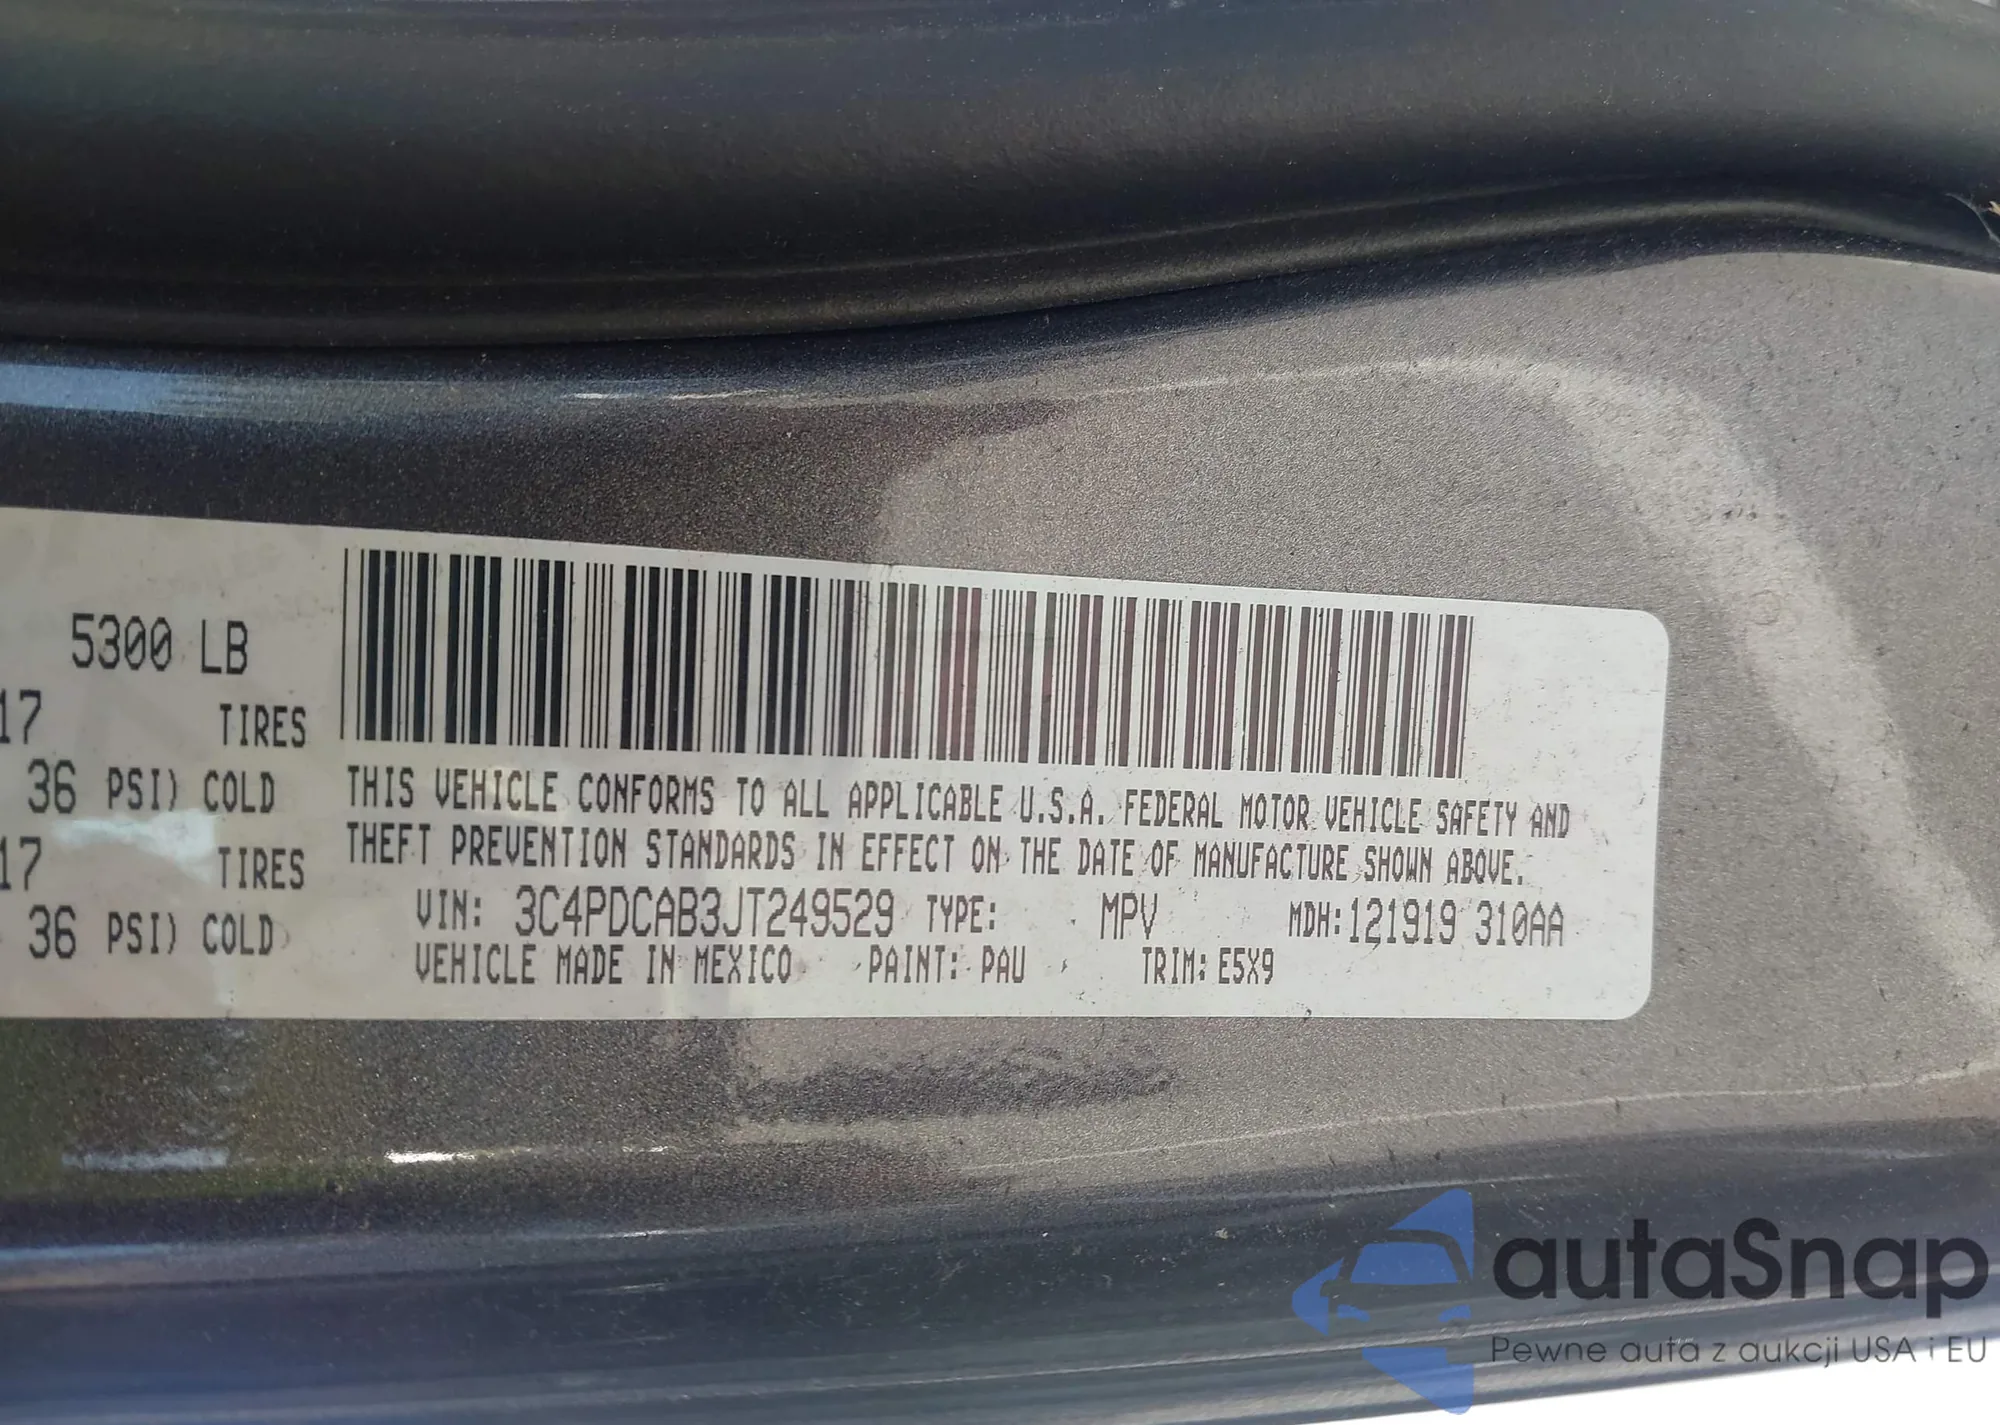 5300 LB
17 TIRES
36 PSI) COLD
17 TIRES
36 PSI) COLD
THIS VEHICLE CONFORMS TO ALL APPLICABLE U.S.A. FEDERAL MOTOR VEHICLE SAFETY AND
THEFT PREVENTION STANDARDS IN EFFECT ON THE DATE OF MANUFACTURE SHOWN ABOVE.
VIN: 3C4PDCAB3JT249529 TYPE: MPV MDH:121919 310AA
VEHICLE MADE IN MEXICO PAINT: PAU TRIM: E5X9
autaSnap
Pewne auta z aukcji USA i EU